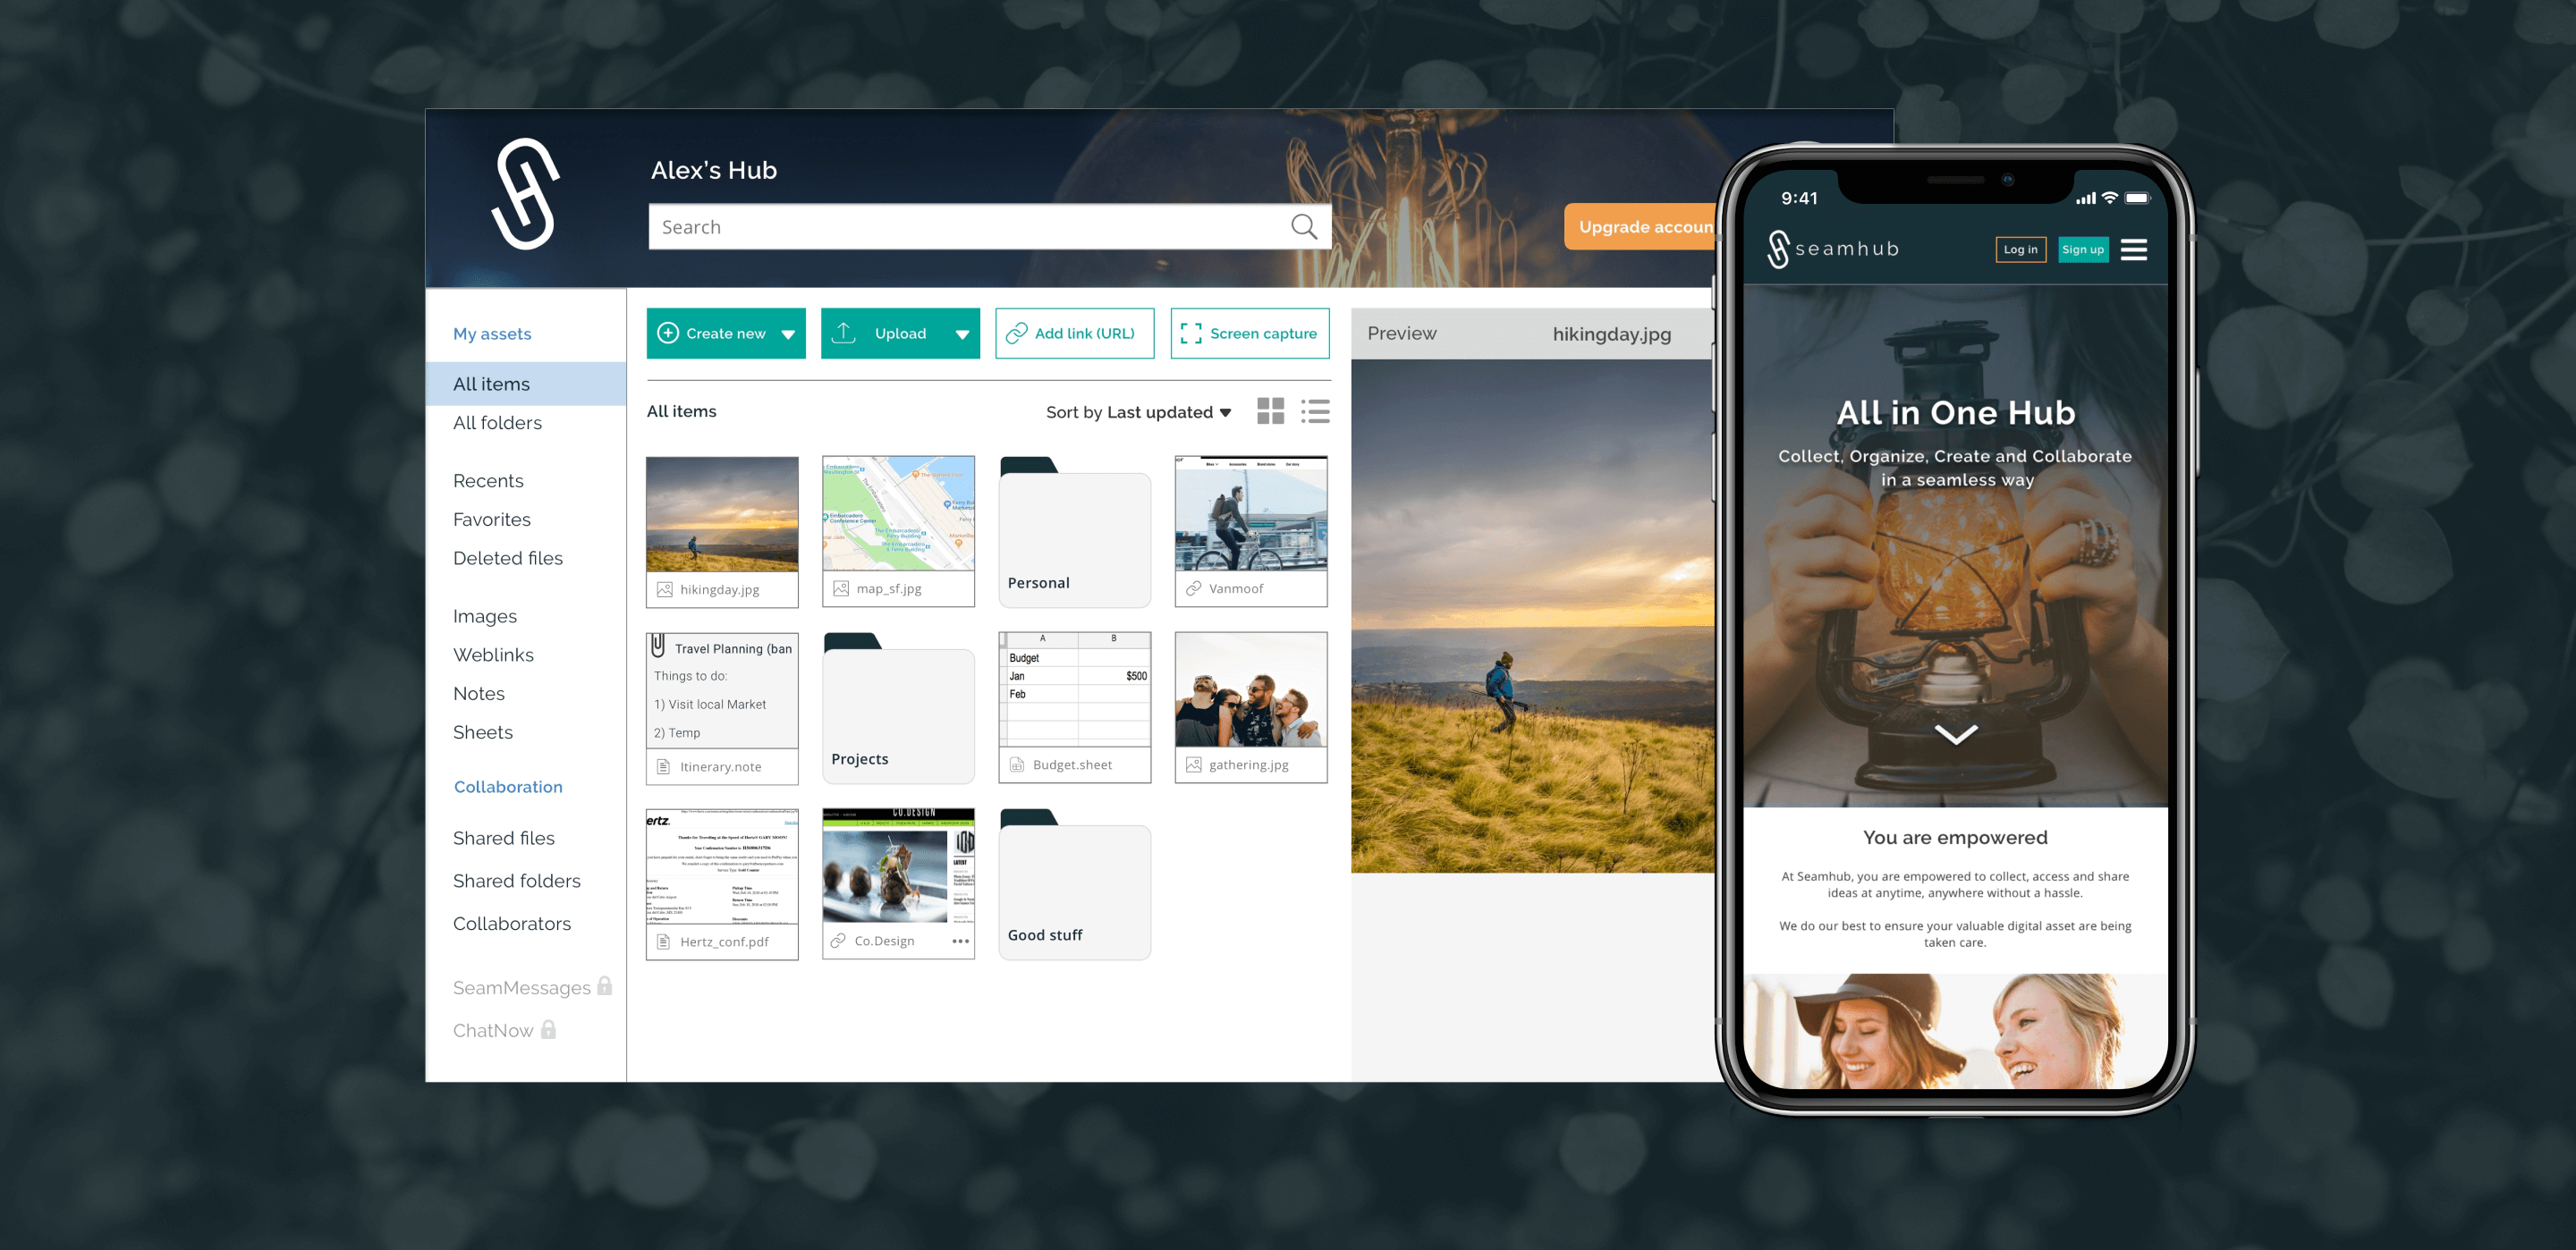 Alex's Hub
Search
Upgrade accoun
My assets
All items
All folders
Recents
Favorites
Deleted files
Images
Weblinks
Notes
Sheets
Collaboration
Shared files
Shared folders
Collaborators
SeamMessages
ChatNow
Create new
Upload
Add link (URL)
Screen capture
All items
Sort by Last updated
hikingday.jpg
map_sf.jpg
Personal
Vanmoof
Travel Planning (ban
Things to do:
1) Visit local Market
2) Temp
Itinerary.note
Projects
A B
Budget
Jan $500
Feb
Budget.sheet
gathering.jpg
ertz.
Hertz_conf.pdf
CO.DESIGN
LATEST
Co.Design
Good stuff
Preview hikingday.jpg
9:41
seamhub
Log in
Sign up
All in One Hub
Collect, Organize, Create and Collaborate
in a seamless way
You are empowered
At Seamhub, you are empowered to collect, access and share
ideas at anytime, anywhere without a hassle.
We do our best to ensure your valuable digital asset are being
taken care.